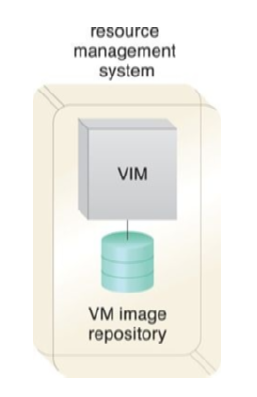 resource
management
system
VIM
VM image
repository